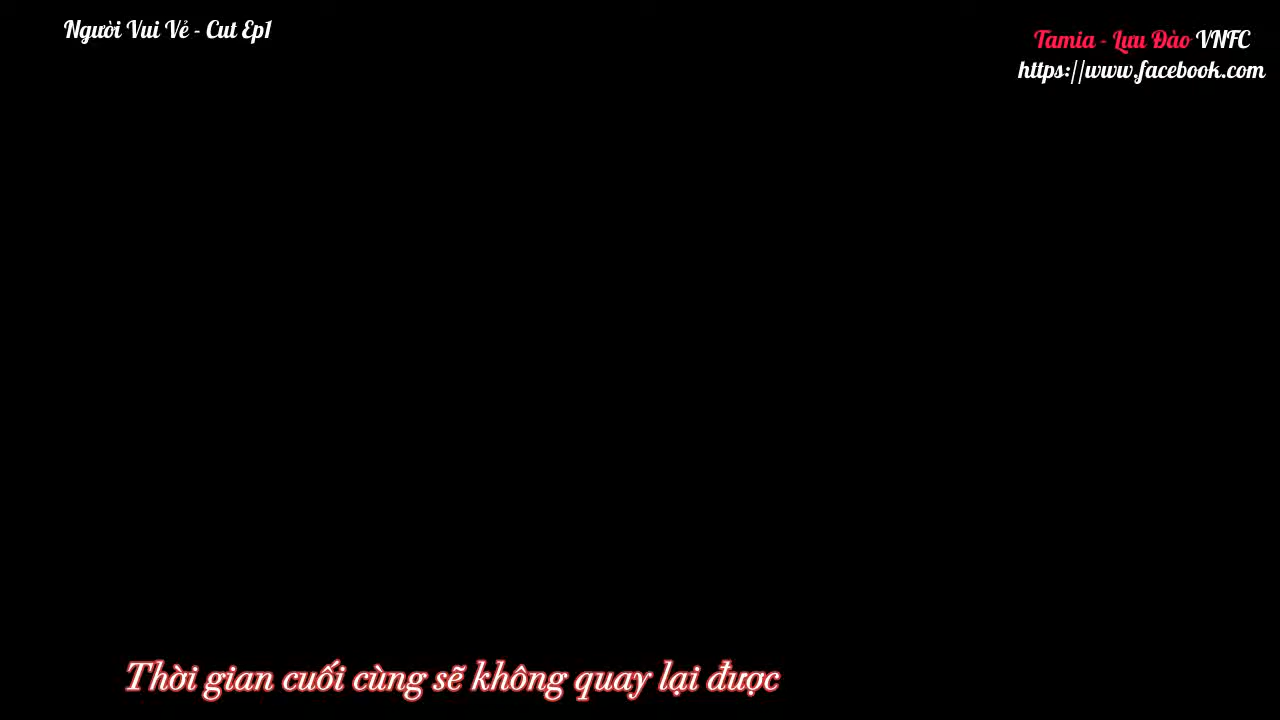 Người Vui Vẻ - Cut Ep1
Tamia - Lưu Đào VNFC
https://www.facebook.com
Thời gian cuối cùng sẽ không quay lại được